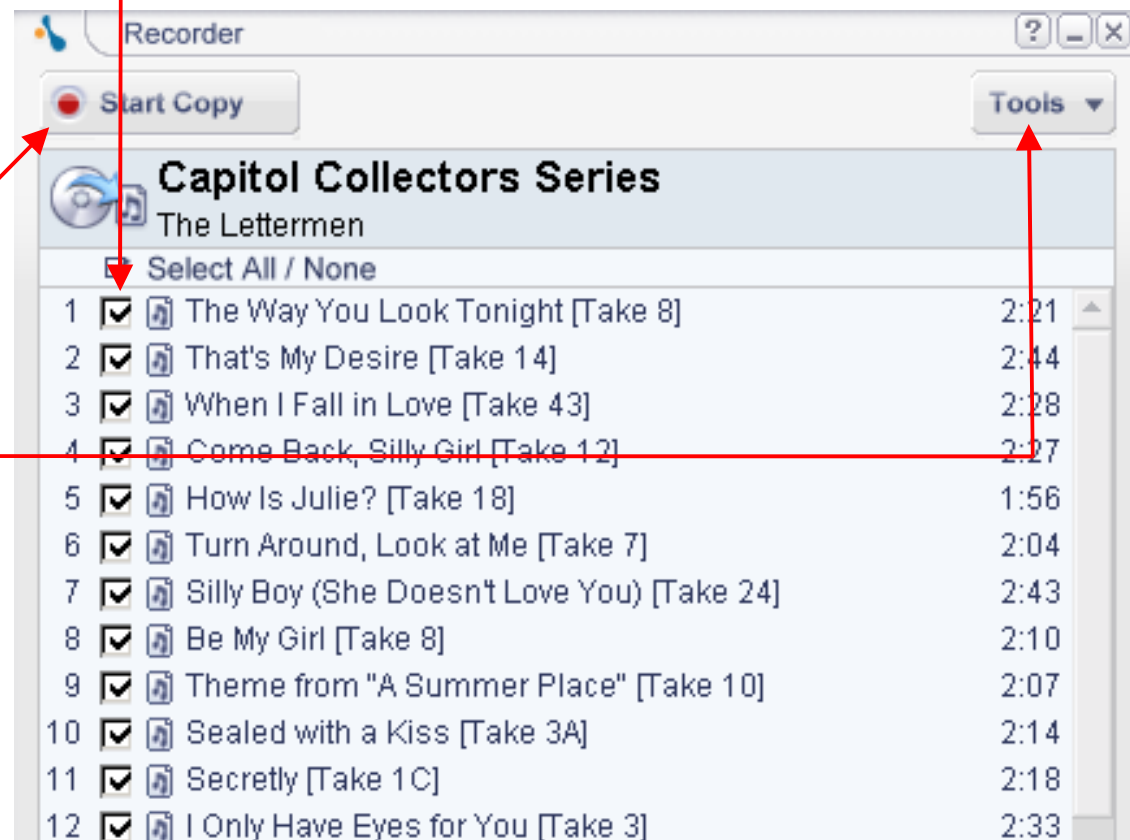 Recorder
Start Copy Tools
Capitol Collectors Series
The Lettermen
Select All / None
1 The Way You Look Tonight [Take 8] 2:21
2 That's My Desire [Take 14] 2:44
3 When I Fall in Love [Take 43] 2:28
4 Come Back, Silly Girl [Take 12] 2:27
5 How Is Julie? [Take 18] 1:56
6 Turn Around, Look at Me [Take 7] 2:04
7 Silly Boy (She Doesn't Love You) [Take 24] 2:43
8 Be My Girl [Take 8] 2:10
9 Theme from "A Summer Place" [Take 10] 2:07
10 Sealed with a Kiss [Take 3A] 2:14
11 Secretly [Take 1C] 2:18
12 I Only Have Eyes for You [Take 3] 2:33